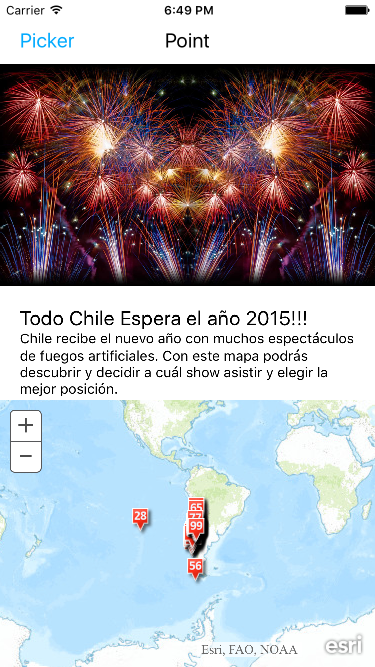 Carrier 6:49 PM
Picker Point
Todo Chile Espera el año 2015!!!
Chile recibe el nuevo año con muchos espectáculos
de fuegos artificiales. Con este mapa podrás
descubrir y decidir a cuál show asistir y elegir la
mejor posición.
+
−
65
28
99
56
Esri, FAO, NOAA
esri